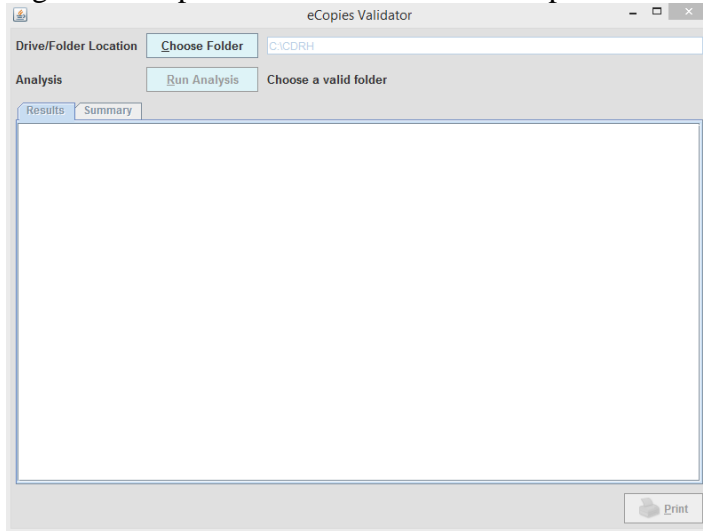 eCopies Validator
Drive/Folder Location Choose Folder C:\CDRH
Analysis Run Analysis Choose a valid folder
Results Summary
Print